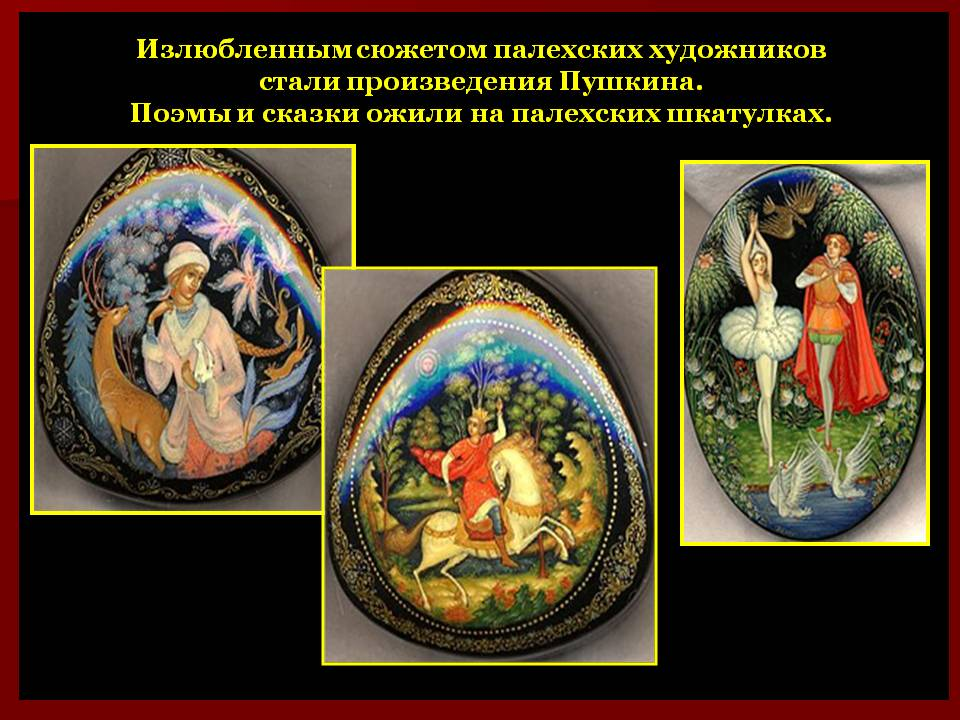 Излюбленным сюжетом палехских художников
стали произведения Пушкина.
Поэмы и сказки ожили на палехских шкатулках.